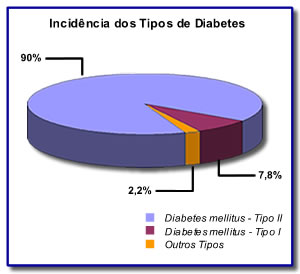 Incidência dos Tipos de Diabetes
90%
7,8%
2,2%
Diabetes mellitus - Tipo II
Diabetes mellitus - Tipo I
Outros Tipos